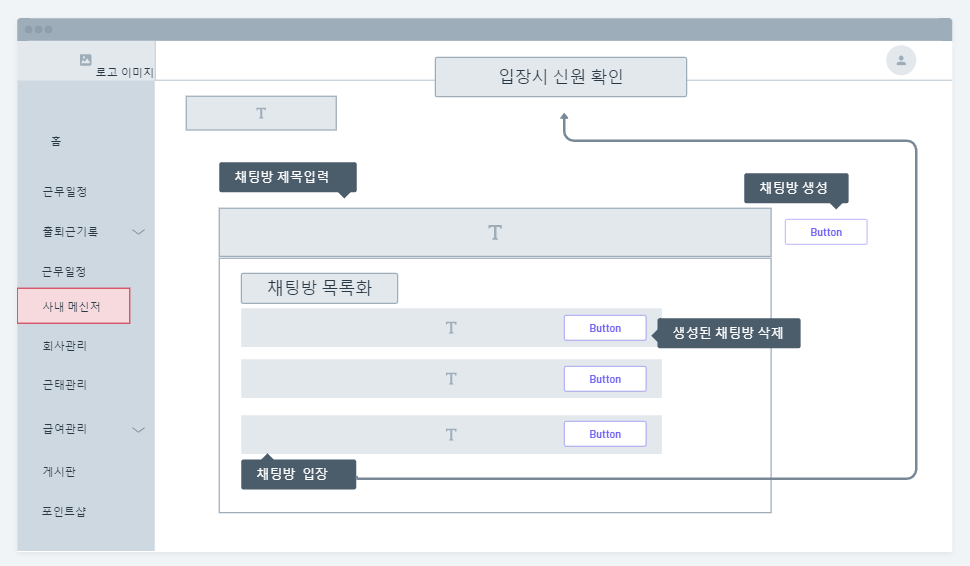 로고 이미지
입장시 신원 확인
T
홈
근무일정
출퇴근기록
근무일정
사내 메신저
회사관리
근태관리
급여관리
게시판
포인트샵
채팅방 제목입력
채팅방 생성
T
Button
채팅방 목록화
T
Button
생성된 채팅방 삭제
T
Button
T
Button
채팅방 입장